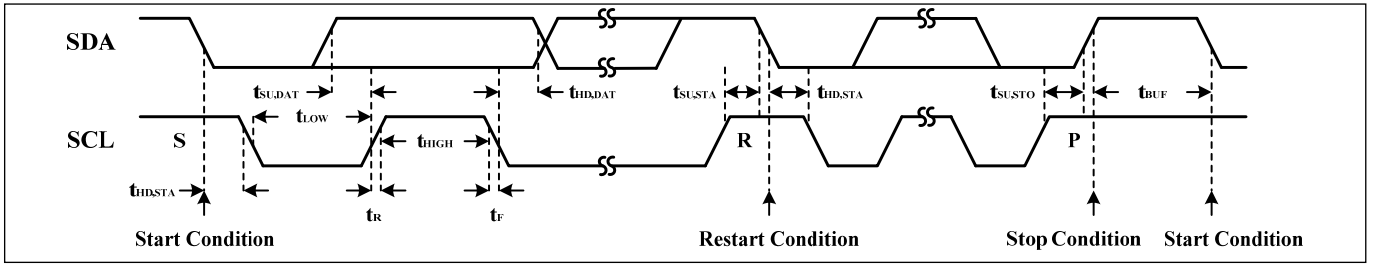 SDA
tSU,DAT
tHD,DAT
tSU,STA
tHD,STA
tSU,STO
tBUF
tLOW
SCL
S
tHIGH
R
P
tHD,STA
tR
tF
Start Condition
Restart Condition
Stop Condition
Start Condition